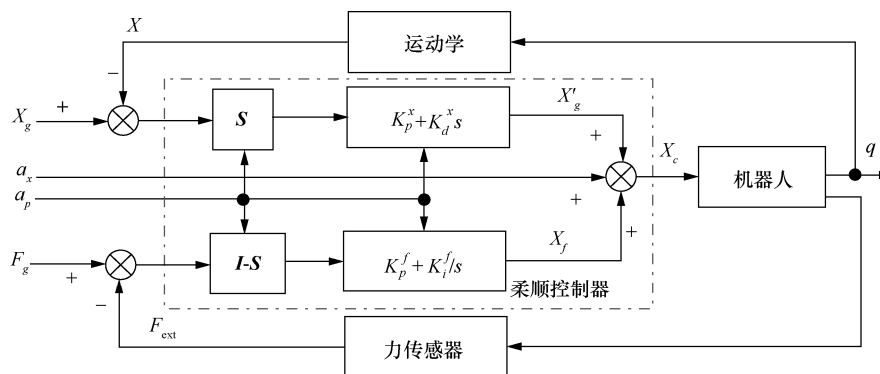 X
运动学
−
X_g
+
S
K_p^x+K_d^x s
X'_g
+
a_x
X_c
q
a_p
+
机器人
F_g
+
I-S
K_p^f+K_i^f/s
X_f
+
−
柔顺控制器
F_ext
力传感器